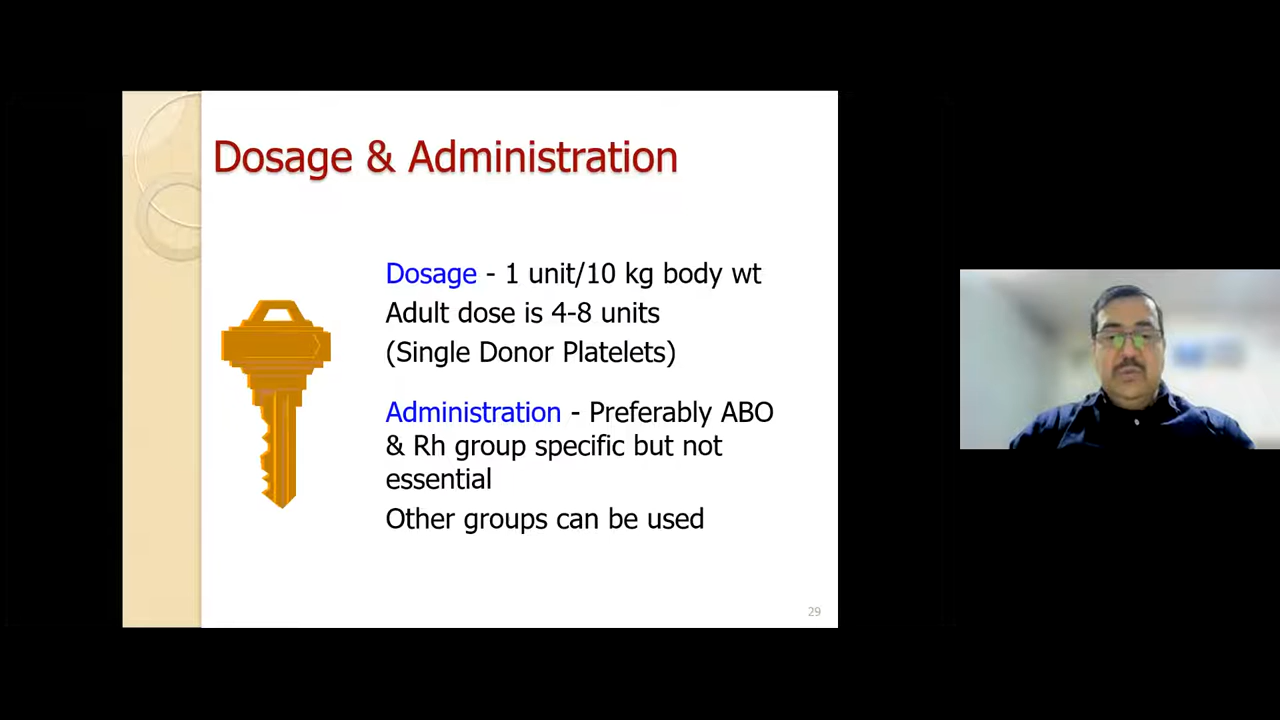 Dosage & Administration
Dosage - 1 unit/10 kg body wt
Adult dose is 4-8 units
(Single Donor Platelets)
Administration - Preferably ABO
& Rh group specific but not
essential
Other groups can be used
29